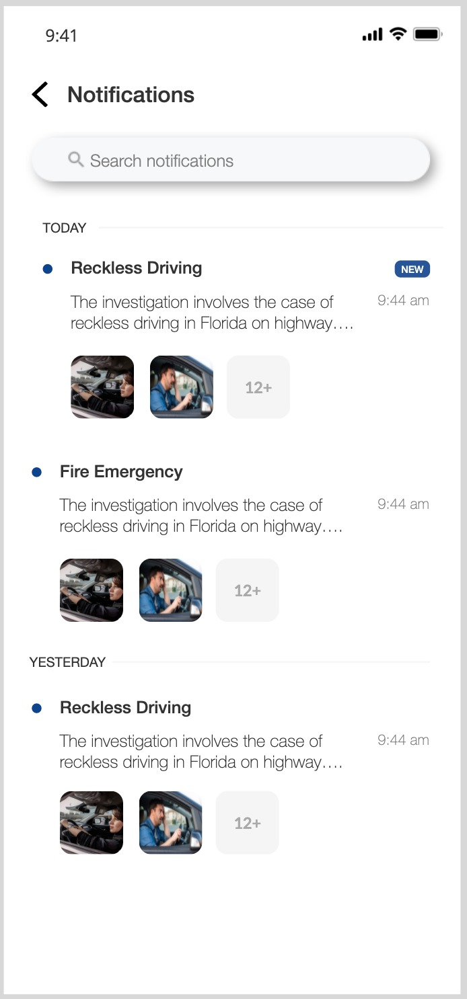 9:41
Notifications
Search notifications
TODAY
Reckless Driving
NEW
The investigation involves the case of
9:44 am
reckless driving in Florida on highway....
12+
Fire Emergency
The investigation involves the case of
9:44 am
reckless driving in Florida on highway....
12+
YESTERDAY
Reckless Driving
The investigation involves the case of
9:44 am
reckless driving in Florida on highway....
12+